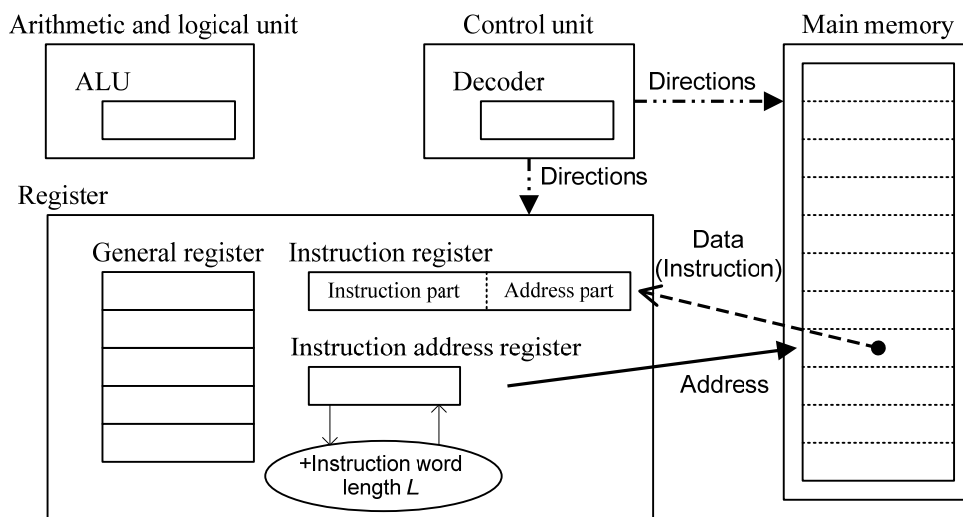 Arithmetic and logical unit
Control unit
Main memory
ALU
Decoder
Directions
Directions
Register
General register
Instruction register
Data
(Instruction)
Instruction part
Address part
Instruction address register
Address
+Instruction word
length L